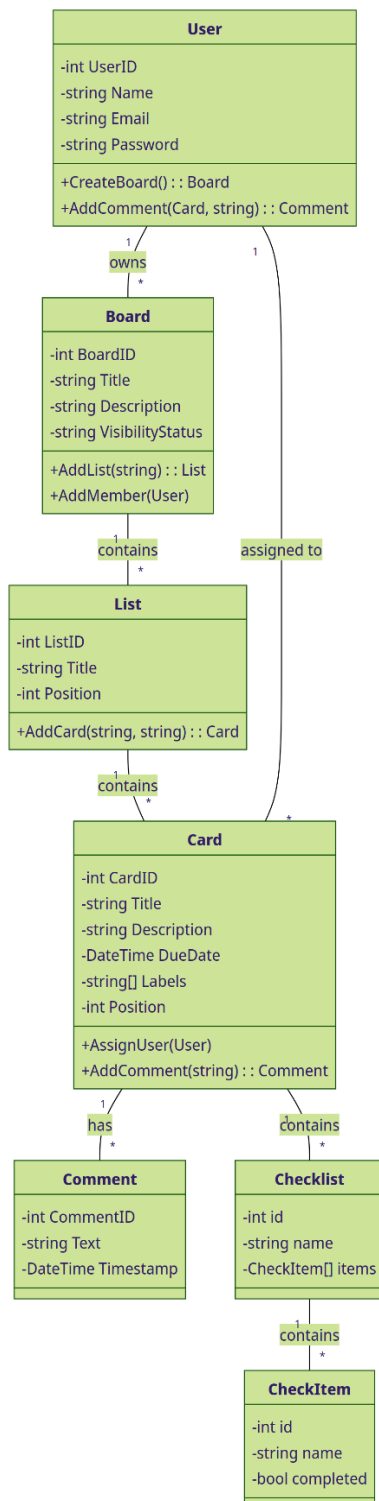 User
-int UserID
-string Name
-string Email
-string Password
+CreateBoard() : : Board
+AddComment(Card, string) : : Comment
1
1
owns
*
Board
-int BoardID
-string Title
-string Description
-string VisibilityStatus
+AddList(string) : : List
+AddMember(User)
1
contains
assigned to
*
List
-int ListID
-string Title
-int Position
+AddCard(string, string) : : Card
1
contains
*
*
Card
-int CardID
-string Title
-string Description
-DateTime DueDate
-string[] Labels
-int Position
+AssignUser(User)
+AddComment(string) : : Comment
1
1
has
contains
*
*
Comment
-int CommentID
-string Text
-DateTime Timestamp
Checklist
-int id
-string name
-CheckItem[] items
1
contains
*
CheckItem
-int id
-string name
-bool completed